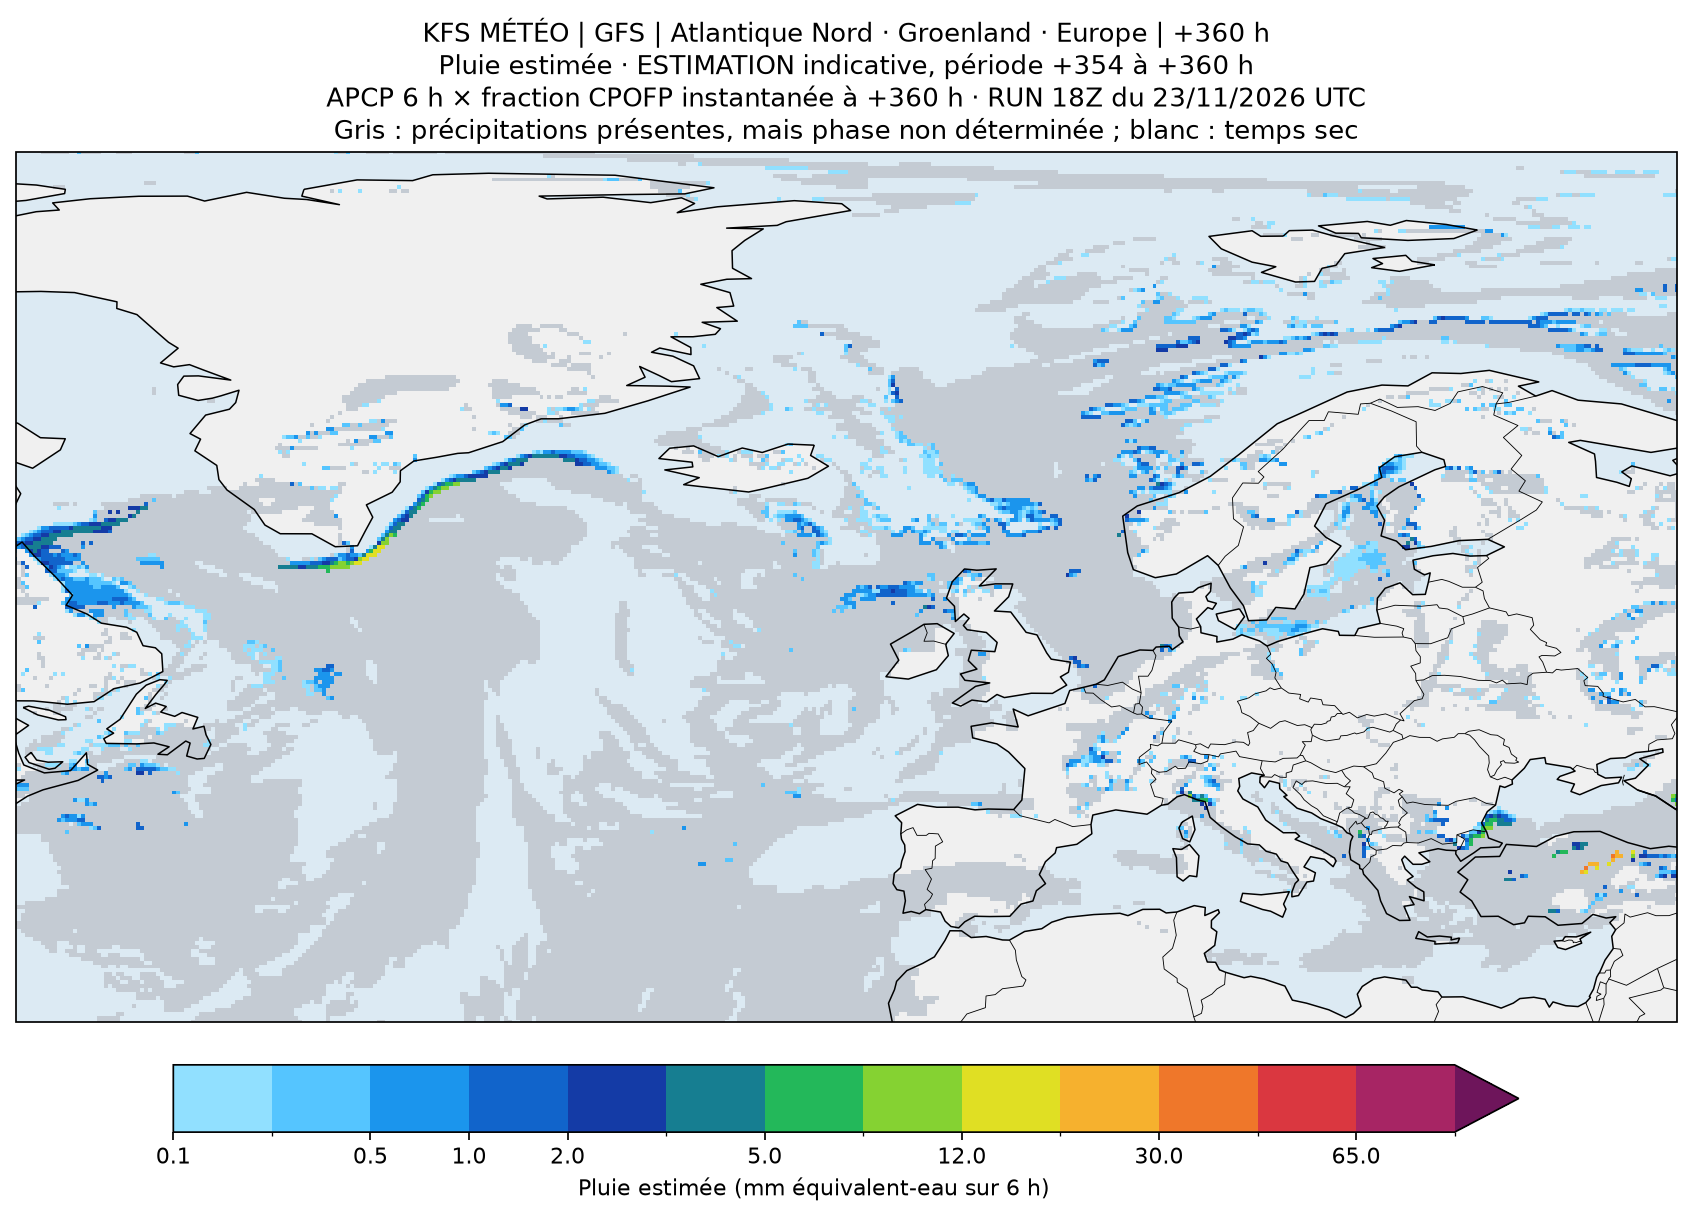 KFS MÉTÉO | GFS | Atlantique Nord · Groenland · Europe | +360 h
Pluie estimée · ESTIMATION indicative, période +354 à +360 h
APCP 6 h × fraction CPOFP instantanée à +360 h · RUN 18Z du 23/11/2026 UTC
Gris : précipitations présentes, mais phase non déterminée ; blanc : temps sec
0.1 0.5 1.0 2.0 5.0 12.0 30.0 65.0
Pluie estimée (mm équivalent-eau sur 6 h)